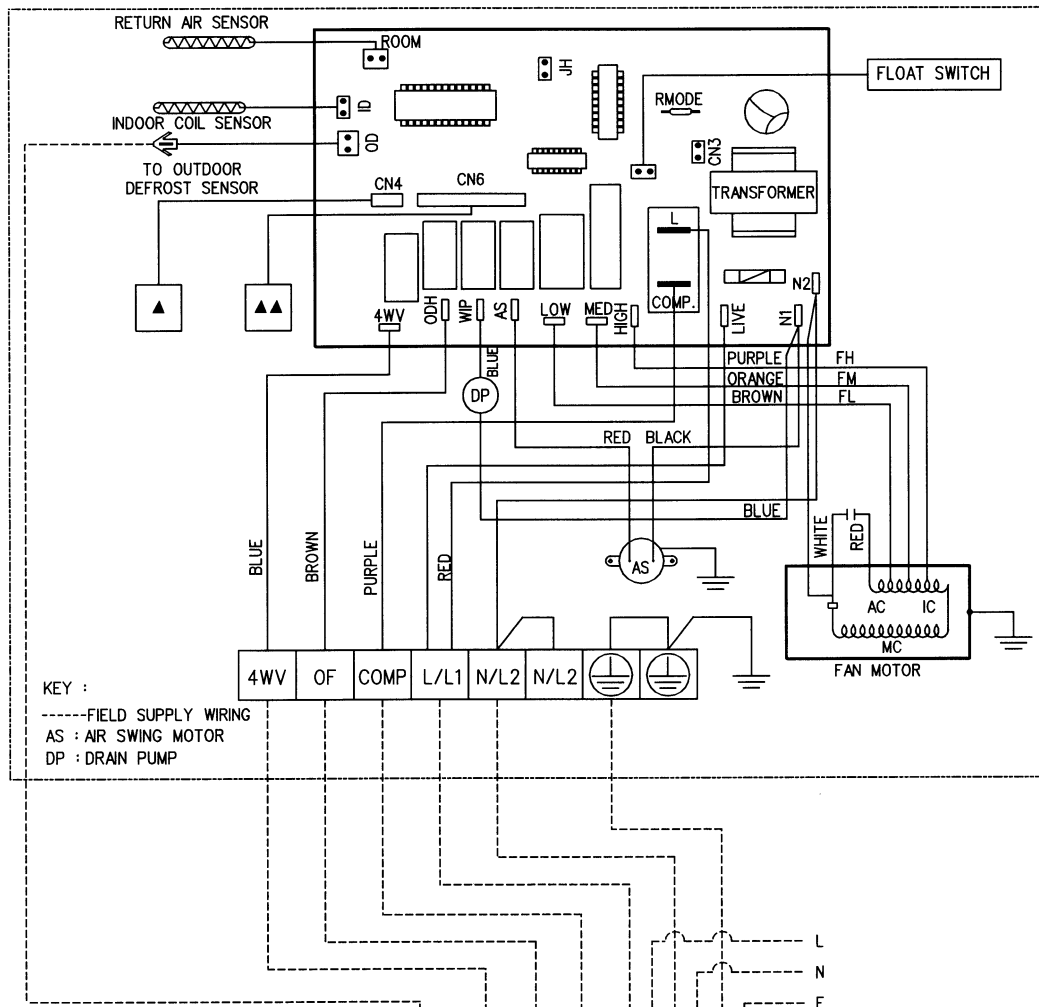 RETURN AIR SENSOR
ROOM
JH
FLOAT SWITCH
ID
RMODE
INDOOR COIL SENSOR
OD
CN3
TO OUTDOOR
DEFROST SENSOR
CN4
CN6
TRANSFORMER
L
N2
4WV
ODH
WIP
AS
LOW
MED
HIGH
COMP.
LIVE
N1
BLUE
PURPLE FH
ORANGE FM
BROWN FL
DP
RED BLACK
BLUE
WHITE
RED
BLUE
BROWN
PURPLE
RED
AS
AC IC
MC
FAN MOTOR
4WV OF COMP L/L1 N/L2 N/L2
KEY :
------FIELD SUPPLY WIRING
AS : AIR SWING MOTOR
DP : DRAIN PUMP
L
N
E